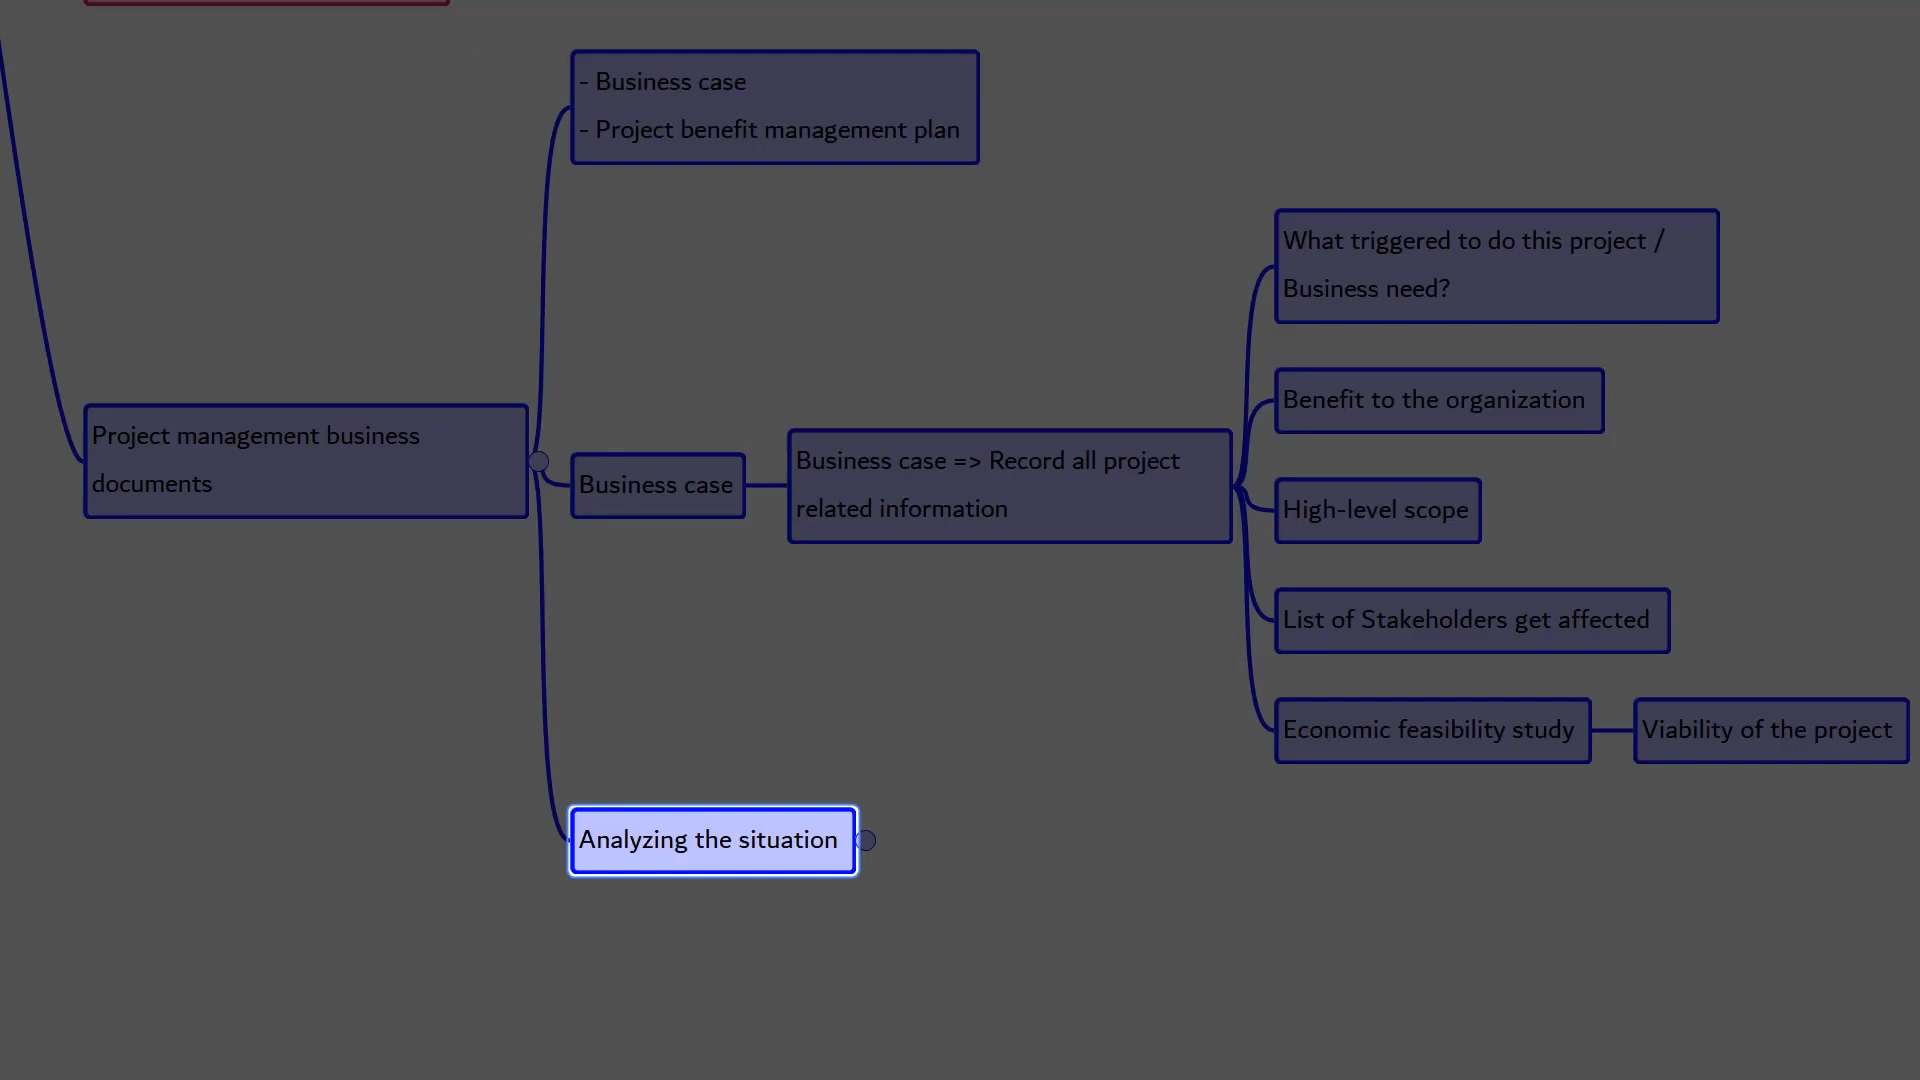 - Business case
- Project benefit management plan
What triggered to do this project /
Business need?
Benefit to the organization
Project management business
documents
Business case
Business case => Record all project
related information
High-level scope
List of Stakeholders get affected
Economic feasibility study
Viability of the project
Analyzing the situation